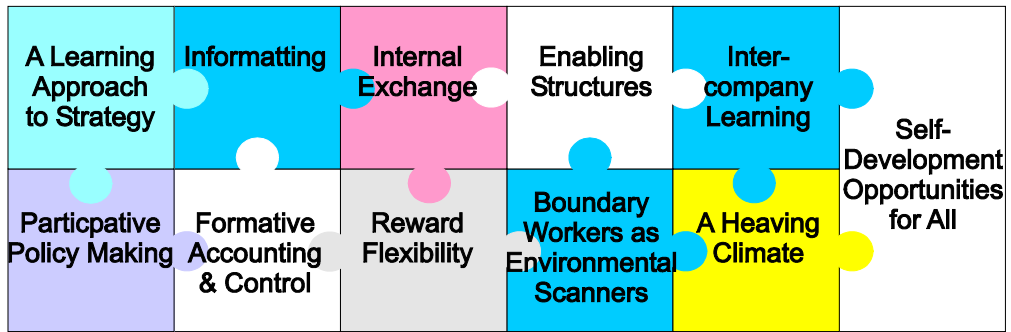 A Learning
Approach
to Strategy
Informatting
Internal
Exchange
Enabling
Structures
Inter-
company
Learning
Self-
Development
Opportunities
for All
Particpative
Policy Making
Formative
Accounting
& Control
Reward
Flexibility
Boundary
Workers as
Environmental
Scanners
A Heaving
Climate